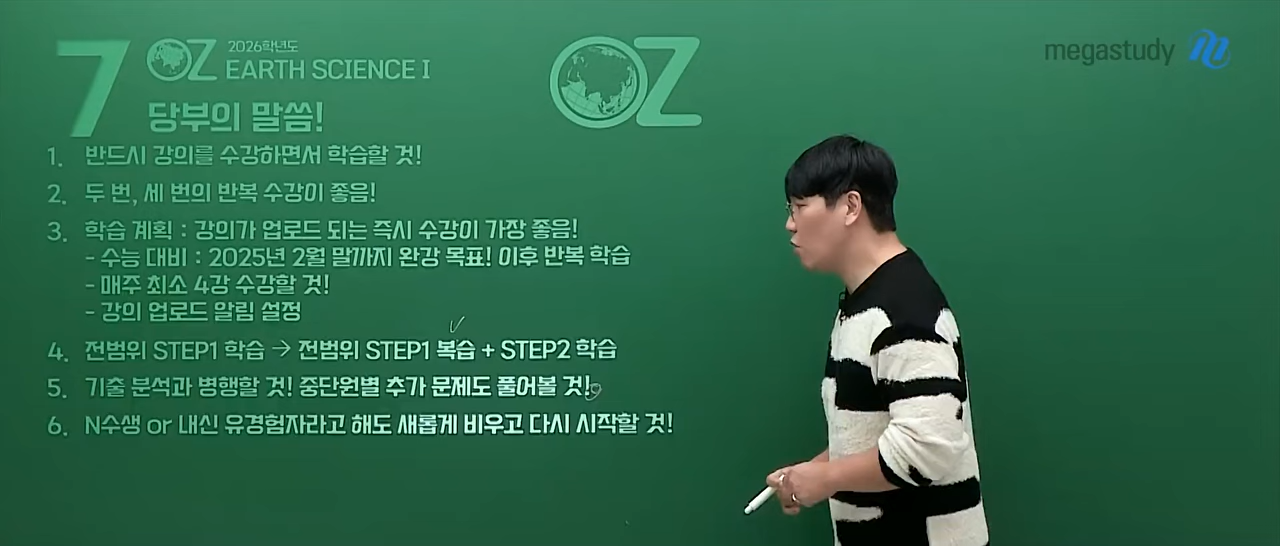 7
OZ
2026학년도
EARTH SCIENCE I
당부의 말씀!
OZ
megastudy
1. 반드시 강의를 수강하면서 학습할 것!
2. 두 번, 세 번의 반복 수강이 좋음!
3. 학습 계획 : 강의가 업로드 되는 즉시 수강이 가장 좋음!
- 수능 대비 : 2025년 2월 말까지 완강 목표! 이후 반복 학습
- 매주 최소 4강 수강할 것!
- 강의 업로드 알림 설정
4. 전범위 STEP1 학습 → 전범위 STEP1 복습 + STEP2 학습
5. 기출 분석과 병행할 것! 중단원별 추가 문제도 풀어볼 것!
6. N수생 or 내신 유경험자라고 해도 새롭게 비우고 다시 시작할 것!